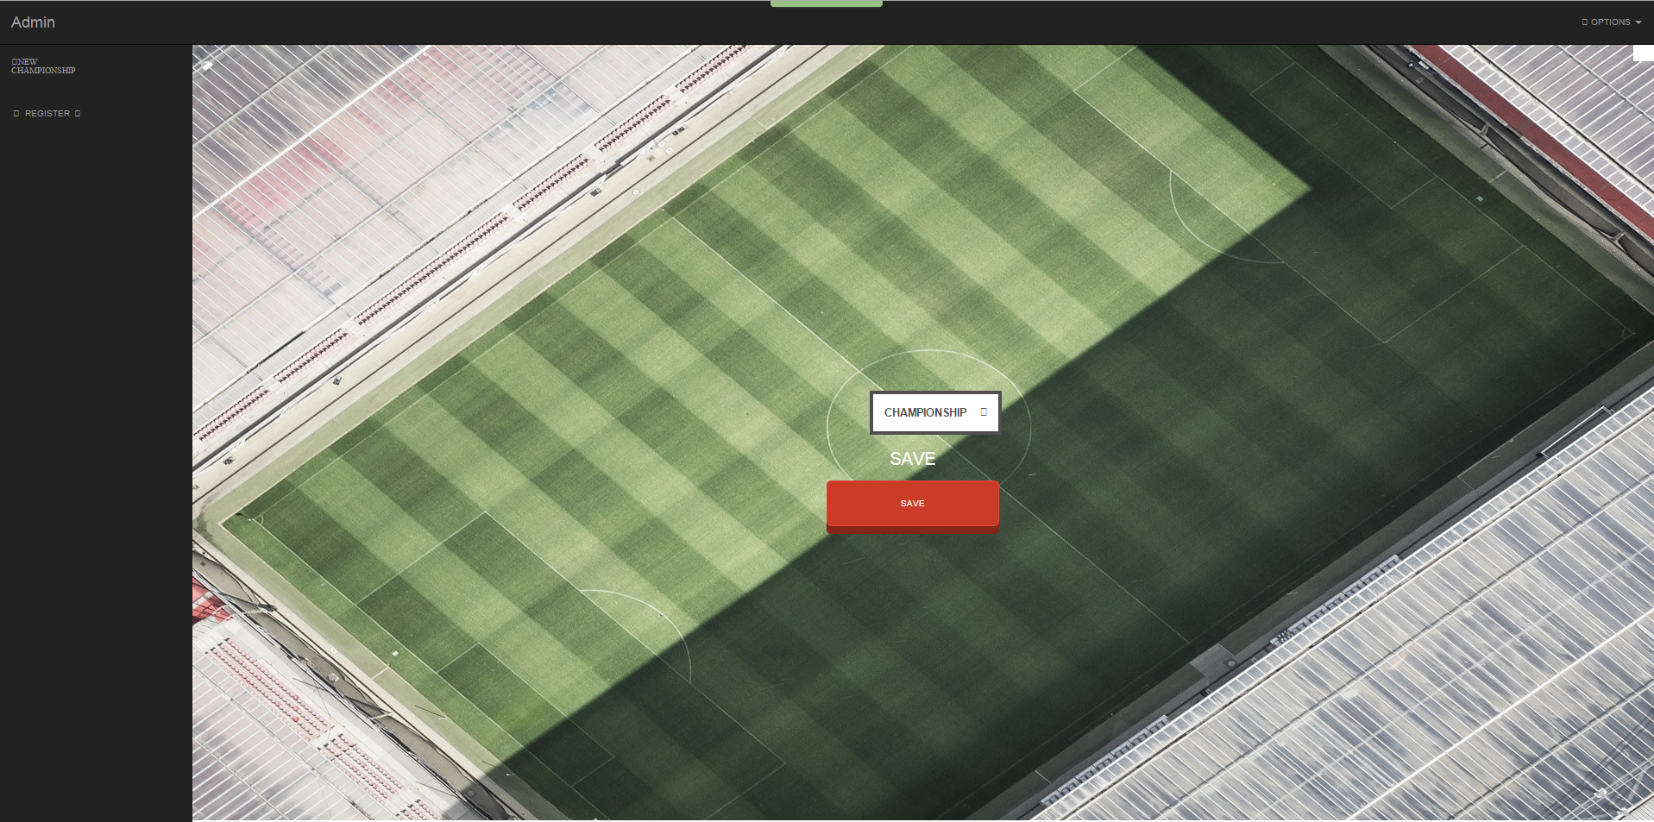 Admin
OPTIONS
NEW
CHAMPIONSHIP
REGISTER
CHAMPIONSHIP
SAVE
SAVE